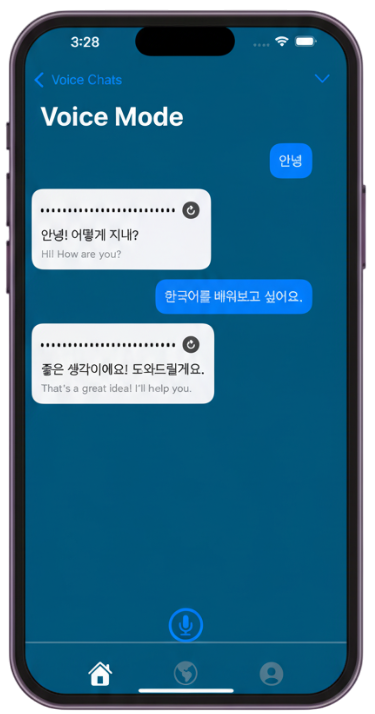 3:28
Voice Chats
Voice Mode
안녕
안녕! 어떻게 지내?
Hi! How are you?
한국어를 배워보고 싶어요.
좋은 생각이에요! 도와드릴게요.
That's a great idea! I'll help you.